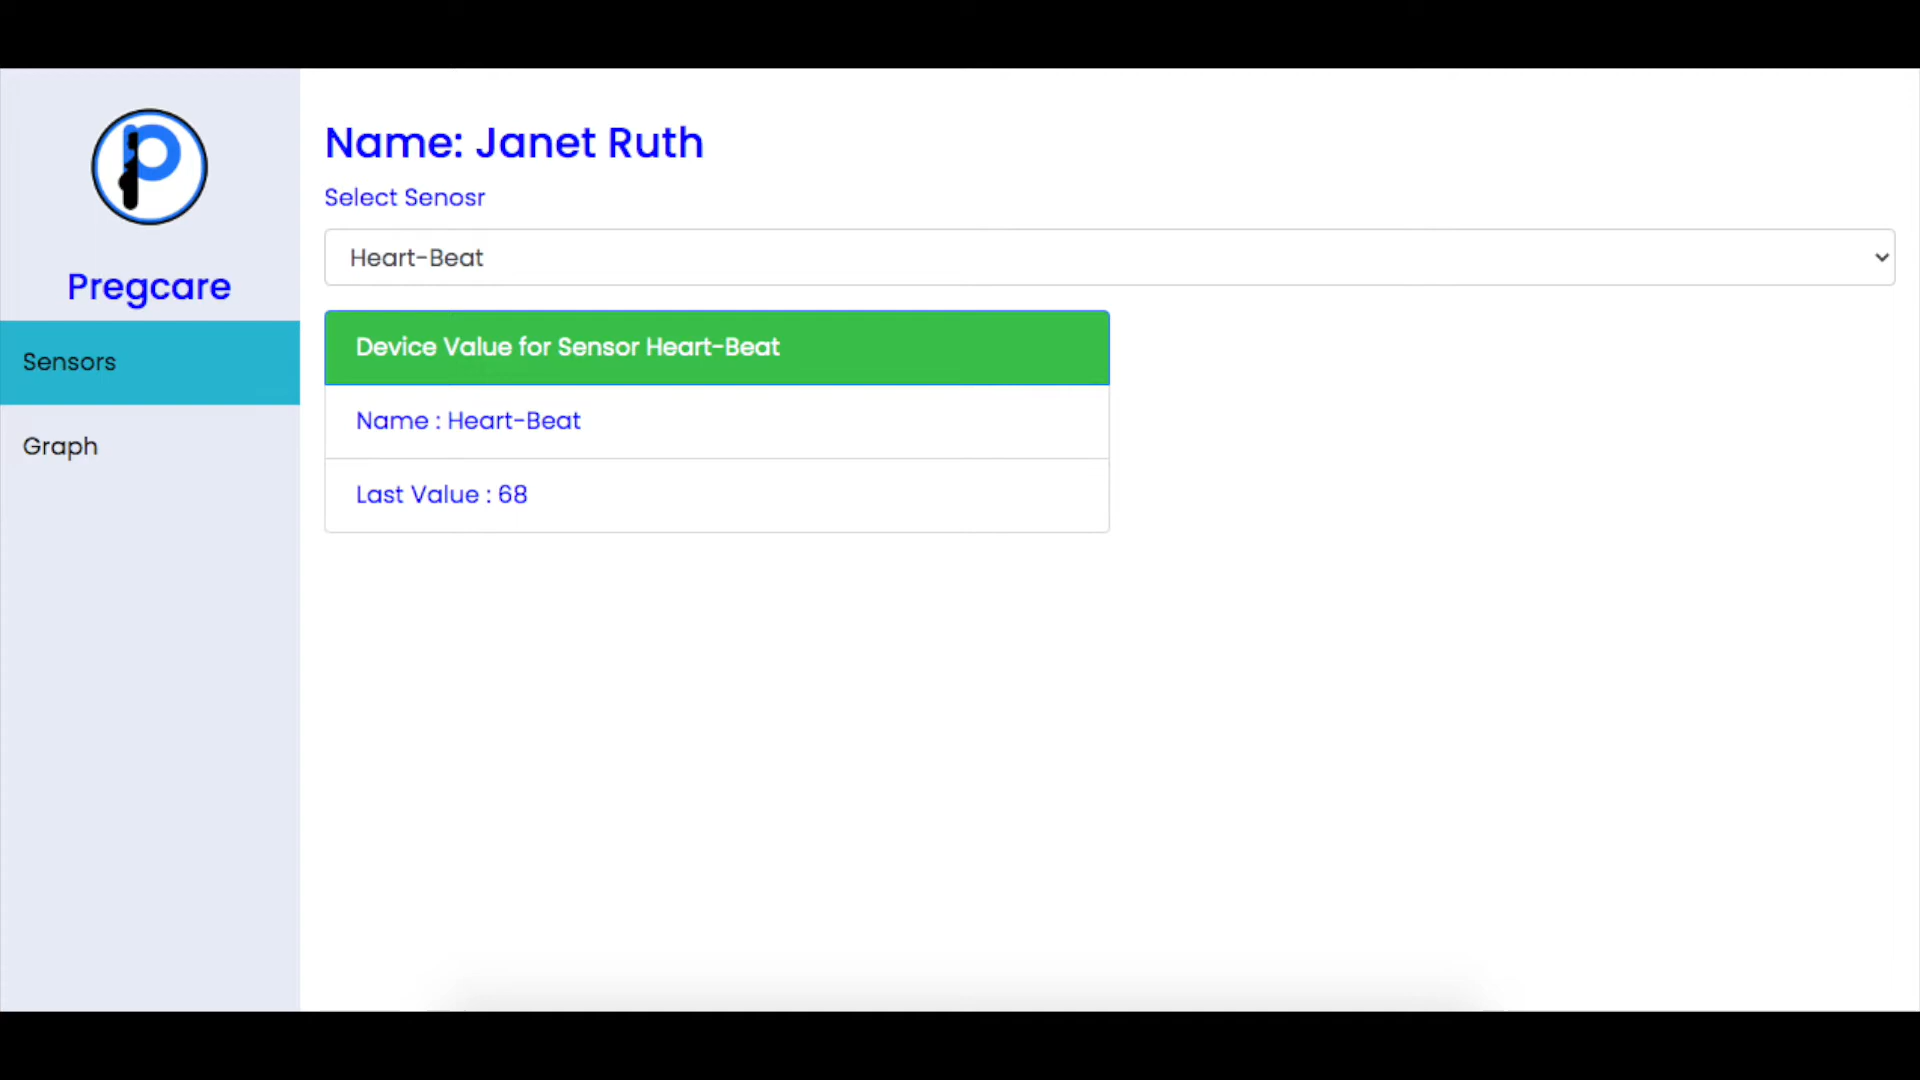 Pregcare
Sensors
Graph
Name: Janet Ruth
Select Senosr
Heart-Beat
Device Value for Sensor Heart-Beat
Name : Heart-Beat
Last Value : 68